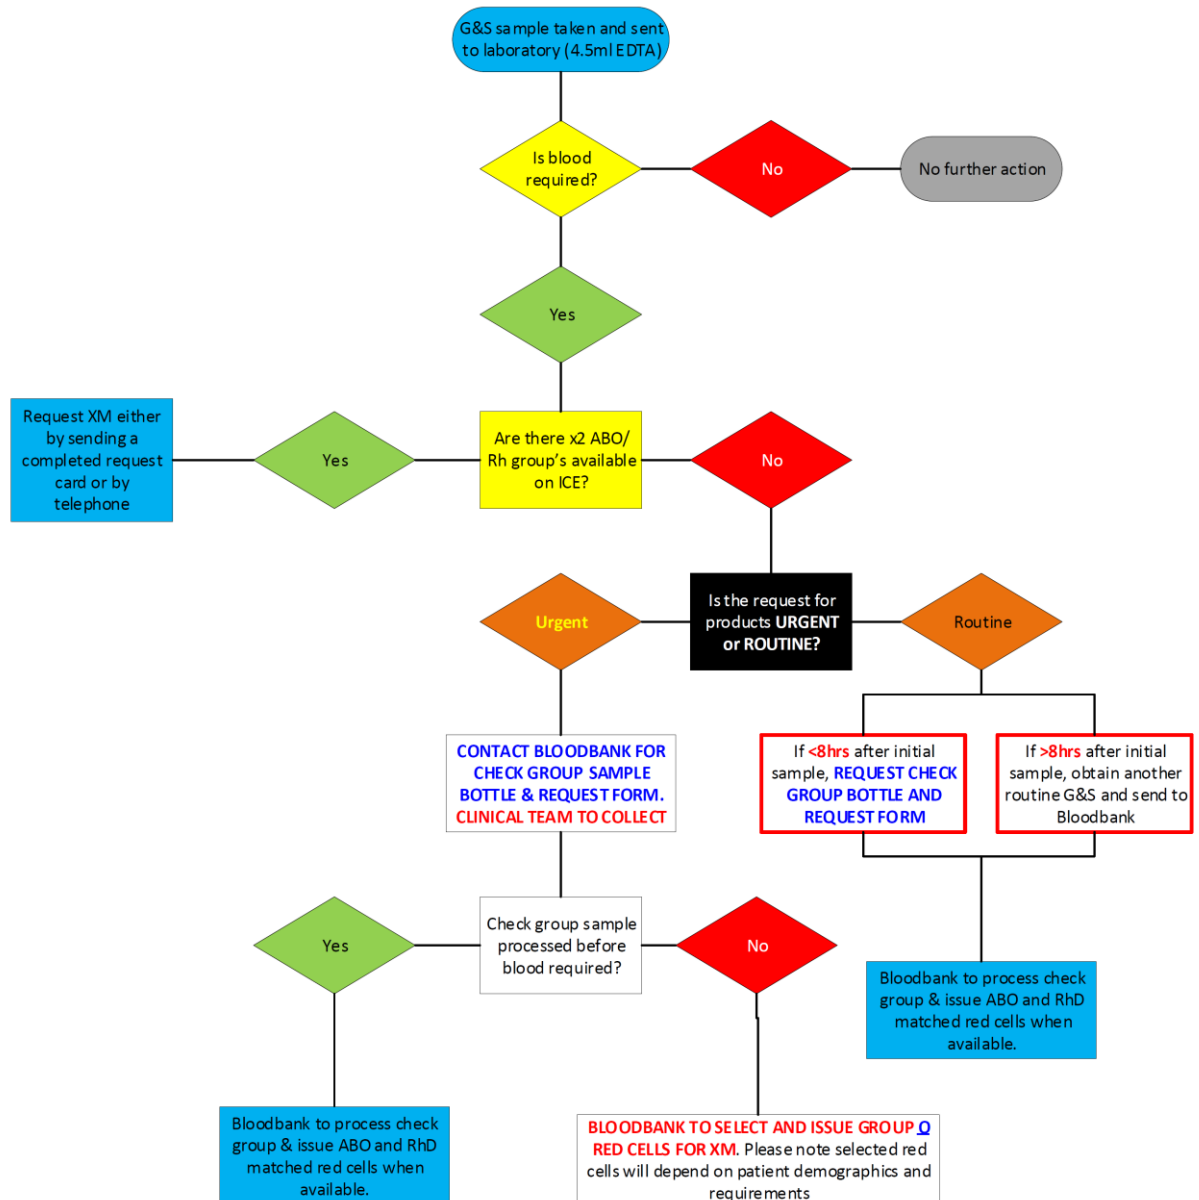 G&S sample taken and sent
to laboratory (4.5ml EDTA)
Is blood
required?
No
No further action
Yes
Request XM either
by sending a
completed request
card or by
telephone
Yes
Are there x2 ABO/
Rh group's available
on ICE?
No
Urgent
Is the request for
products URGENT
or ROUTINE?
Routine
CONTACT BLOODBANK FOR
CHECK GROUP SAMPLE
BOTTLE & REQUEST FORM.
CLINICAL TEAM TO COLLECT
If <8hrs after initial
sample, REQUEST CHECK
GROUP BOTTLE AND
REQUEST FORM
If >8hrs after initial
sample, obtain another
routine G&S and send to
Bloodbank
Yes
Check group sample
processed before
blood required?
No
Bloodbank to process check
group & issue ABO and RhD
matched red cells when
available.
Bloodbank to process check
group & issue ABO and RhD
matched red cells when
available.
BLOODBANK TO SELECT AND ISSUE GROUP O
RED CELLS FOR XM. Please note selected red
cells will depend on patient demographics and
requirements